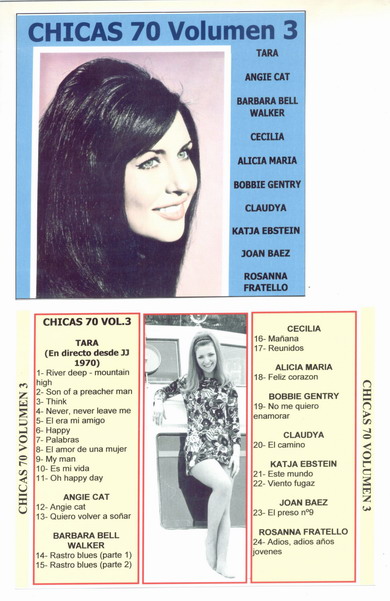 CHICAS 70 Volumen 3
TARA
ANGIE CAT
BARBARA BELL
WALKER
CECILIA
ALICIA MARIA
BOBBIE GENTRY
CLAUDYA
KATJA EBSTEIN
JOAN BAEZ
ROSANNA
FRATELLO
CHICAS 70 VOLUMEN 3
CHICAS 70 VOL.3
TARA
(En directo desde JJ
1970)
1- River deep - mountain
high
2- Son of a preacher man
3- Think
4- Never, never leave me
5- El era mi amigo
6- Happy
7- Palabras
8- El amor de una mujer
9- My man
10- Es mi vida
11- Oh happy day
ANGIE CAT
12- Angie cat
13- Quiero volver a soñar
BARBARA BELL
WALKER
14- Rastro blues (parte 1)
15- Rastro blues (parte 2)
CECILIA
16- Mañana
17- Reunidos
ALICIA MARIA
18- Feliz corazon
BOBBIE GENTRY
19- No me quiero
enamorar
CLAUDYA
20- El camino
KATJA EBSTEIN
21- Este mundo
22- Viento fugaz
JOAN BAEZ
23- El preso nº9
ROSANNA FRATELLO
24- Adios, adios años
jovenes
CHICAS 70 VOLUMEN 3